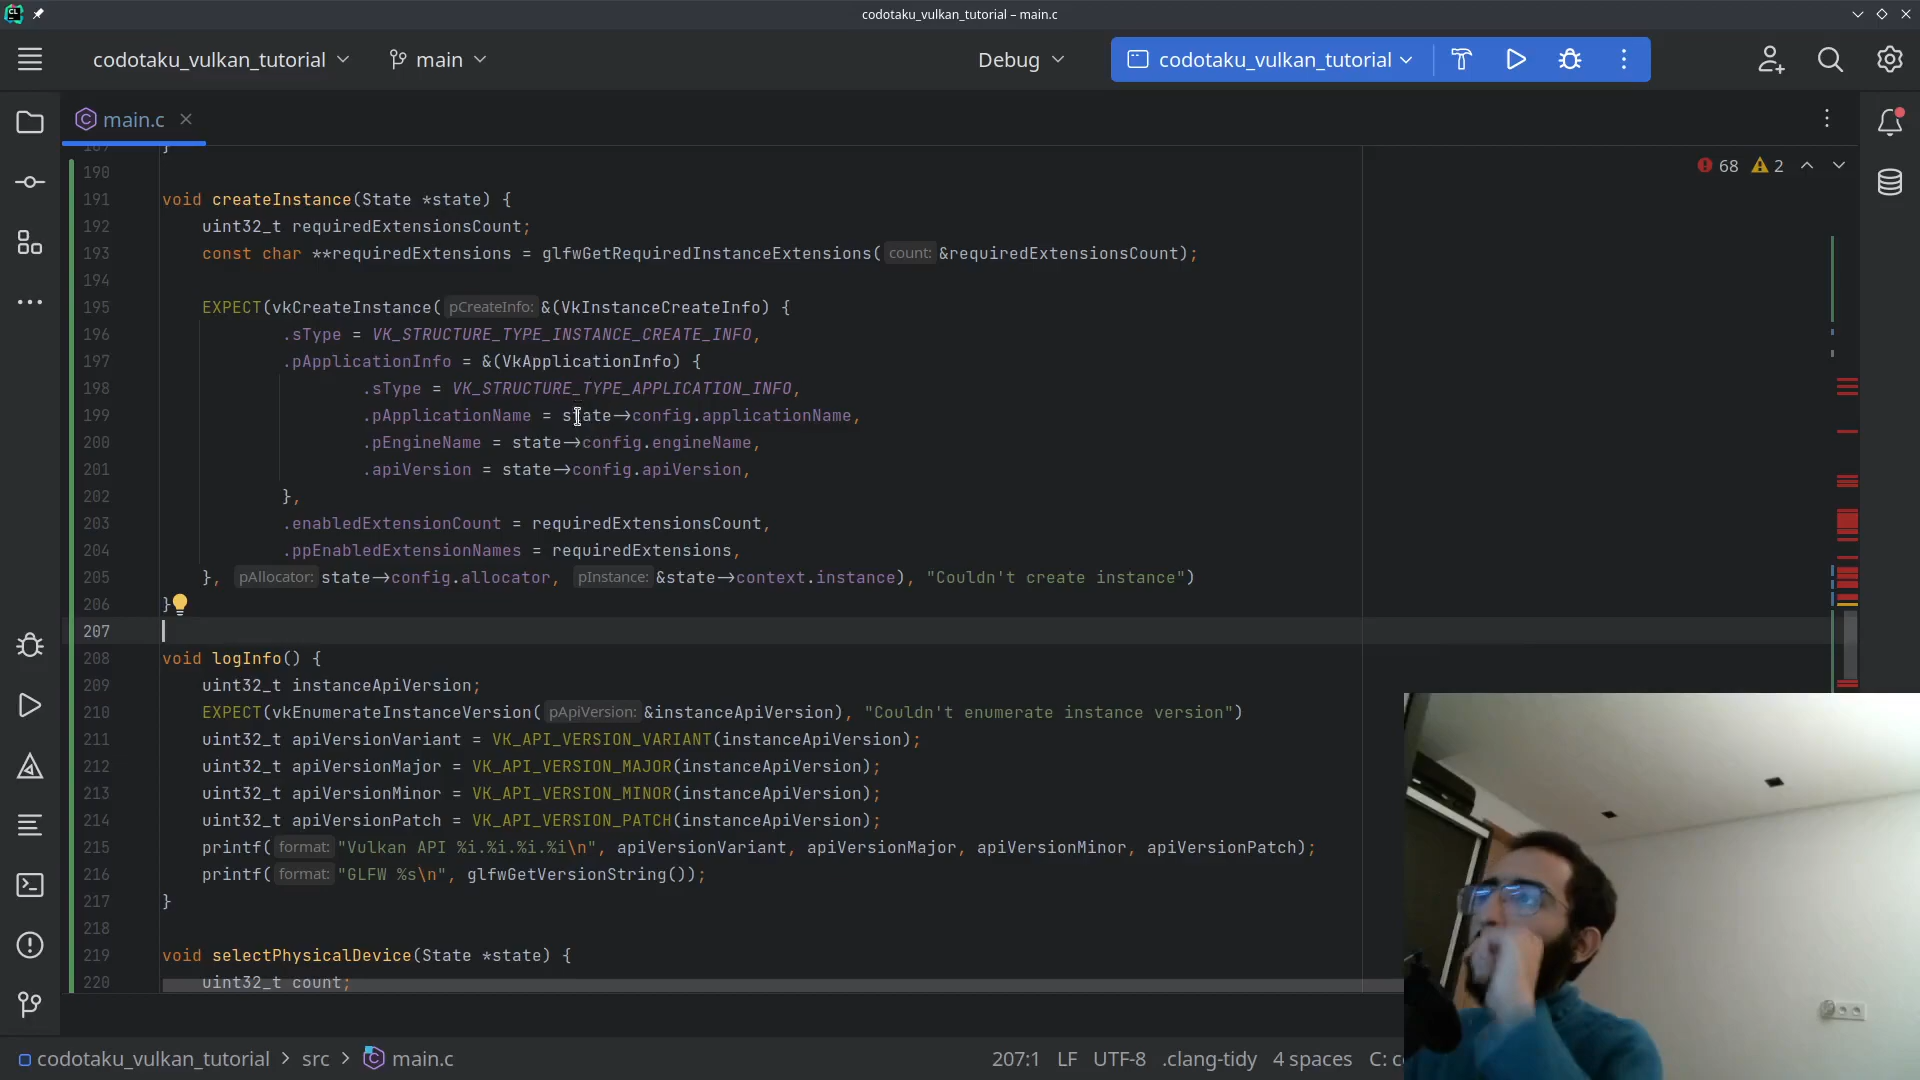 codotaku_vulkan_tutorial – main.c
codotaku_vulkan_tutorial main Debug codotaku_vulkan_tutorial
main.c
68 2
189 }
190
191 void createInstance(State *state) {
192 uint32_t requiredExtensionsCount;
193 const char **requiredExtensions = glfwGetRequiredInstanceExtensions( count: &requiredExtensionsCount);
194
195 EXPECT(vkCreateInstance( pCreateInfo: &(VkInstanceCreateInfo) {
196 .sType = VK_STRUCTURE_TYPE_INSTANCE_CREATE_INFO,
197 .pApplicationInfo = &(VkApplicationInfo) {
198 .sType = VK_STRUCTURE_TYPE_APPLICATION_INFO,
199 .pApplicationName = state->config.applicationName,
200 .pEngineName = state->config.engineName,
201 .apiVersion = state->config.apiVersion,
202 },
203 .enabledExtensionCount = requiredExtensionsCount,
204 .ppEnabledExtensionNames = requiredExtensions,
205 }, pAllocator: state->config.allocator, pInstance: &state->context.instance), "Couldn't create instance")
206 }
207
208 void logInfo() {
209 uint32_t instanceApiVersion;
210 EXPECT(vkEnumerateInstanceVersion( pApiVersion: &instanceApiVersion), "Couldn't enumerate instance version")
211 uint32_t apiVersionVariant = VK_API_VERSION_VARIANT(instanceApiVersion);
212 uint32_t apiVersionMajor = VK_API_VERSION_MAJOR(instanceApiVersion);
213 uint32_t apiVersionMinor = VK_API_VERSION_MINOR(instanceApiVersion);
214 uint32_t apiVersionPatch = VK_API_VERSION_PATCH(instanceApiVersion);
215 printf( format: "Vulkan API %i.%i.%i.%i\n", apiVersionVariant, apiVersionMajor, apiVersionMinor, apiVersionPatch);
216 printf( format: "GLFW %s\n", glfwGetVersionString());
217 }
218
219 void selectPhysicalDevice(State *state) {
220 uint32_t count;
codotaku_vulkan_tutorial > src > main.c 207:1 LF UTF-8 .clang-tidy 4 spaces C: